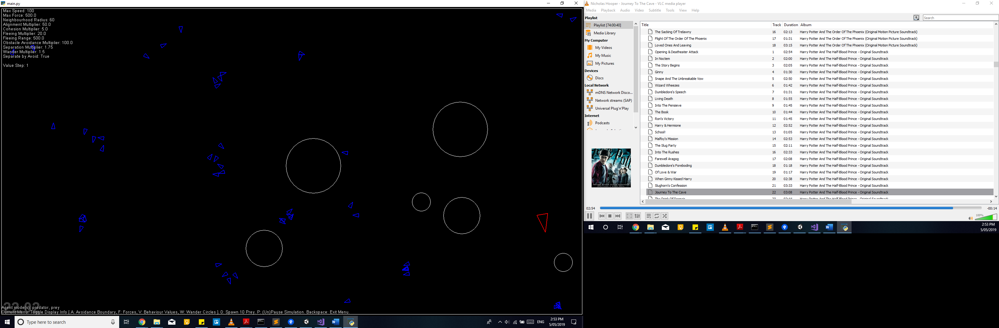 main.py
Max Speed: 100
Max Force: 500.0
Neighbourhood Radius: 60
Alignment Multiplier: 50.0
Cohesion Multiplier: 5.0
Fleeing Multiplier: 20.0
Fleeing Range: 500.0
Obstacle Avoidance Multiplier: 100.0
Separation Multiplier: 1.75
Wander Multiplier: 1.5
Separate by Avoid: True
Value Step: 1
22.02
Agent mode(s): predator, prey
Current Menu: Toggle Display Info [ A: Avoidance Boundary, F: Forces, V: Behaviour Values, W: Wander Circles ]. 0: Spawn 10 Prey. P: (Un)Pause Simulation. Backspace: Exit Menu.
Type here to search
ENG
2:53 PM
5/05/2019
Nicholas Hooper - Journey To The Cave - VLC media player
Media Playback Audio Video Subtitle Tools View Help
Playlist
Playlist [74:00:40]
Media Library
My Computer
My Videos
My Music
My Pictures
Devices
Discs
Local Network
mDNS Network Disco...
Network streams (SAP)
Universal Plug'n'Play
Internet
Podcasts
Search
Title Track Duration Album
The Sacking Of Trelawny 16 02:13 Harry Potter And The Order Of The Phoenix (Original Motion Picture Soundtrack)
Flight Of The Order Of The Phoenix 17 01:31 Harry Potter And The Order Of The Phoenix (Original Motion Picture Soundtrack)
Loved Ones And Leaving 18 03:15 Harry Potter And The Order Of The Phoenix (Original Motion Picture Soundtrack)
Opening & Deatheater Attack 1 02:54 Harry Potter And The Half-Blood Prince - Original Soundtrack
In Noctem 2 02:00 Harry Potter And The Half-Blood Prince - Original Soundtrack
The Story Begins 3 02:05 Harry Potter And The Half-Blood Prince - Original Soundtrack
Ginny 4 01:30 Harry Potter And The Half-Blood Prince - Original Soundtrack
Snape And The Unbreakable Vow 5 02:50 Harry Potter And The Half-Blood Prince - Original Soundtrack
Wizard Wheezes 6 01:42 Harry Potter And The Half-Blood Prince - Original Soundtrack
Dumbledore's Speech 7 01:31 Harry Potter And The Half-Blood Prince - Original Soundtrack
Living Death 8 01:55 Harry Potter And The Half-Blood Prince - Original Soundtrack
Into The Pensieve 9 01:45 Harry Potter And The Half-Blood Prince - Original Soundtrack
The Book 10 01:44 Harry Potter And The Half-Blood Prince - Original Soundtrack
Ron's Victory 11 01:45 Harry Potter And The Half-Blood Prince - Original Soundtrack
Harry & Hermione 12 02:52 Harry Potter And The Half-Blood Prince - Original Soundtrack
School! 13 01:05 Harry Potter And The Half-Blood Prince - Original Soundtrack
Malfoy's Mission 14 02:53 Harry Potter And The Half-Blood Prince - Original Soundtrack
The Slug Party 15 02:11 Harry Potter And The Half-Blood Prince - Original Soundtrack
Into The Rushes 16 02:33 Harry Potter And The Half-Blood Prince - Original Soundtrack
Farewell Aragog 17 02:08 Harry Potter And The Half-Blood Prince - Original Soundtrack
Dumbledore's Foreboding 18 01:18 Harry Potter And The Half-Blood Prince - Original Soundtrack
Of Love & War 19 01:17 Harry Potter And The Half-Blood Prince - Original Soundtrack
When Ginny Kissed Harry 20 02:38 Harry Potter And The Half-Blood Prince - Original Soundtrack
Slughorn's Confession 21 03:33 Harry Potter And The Half-Blood Prince - Original Soundtrack
Journey To The Cave 22 03:08 Harry Potter And The Half-Blood Prince - Original Soundtrack
The Drink Of Despair 23 02:44 Harry Potter And The Half-Blood Prince - Original Soundtrack
02:54
-00:14
100%
2:53 PM
5/05/2019